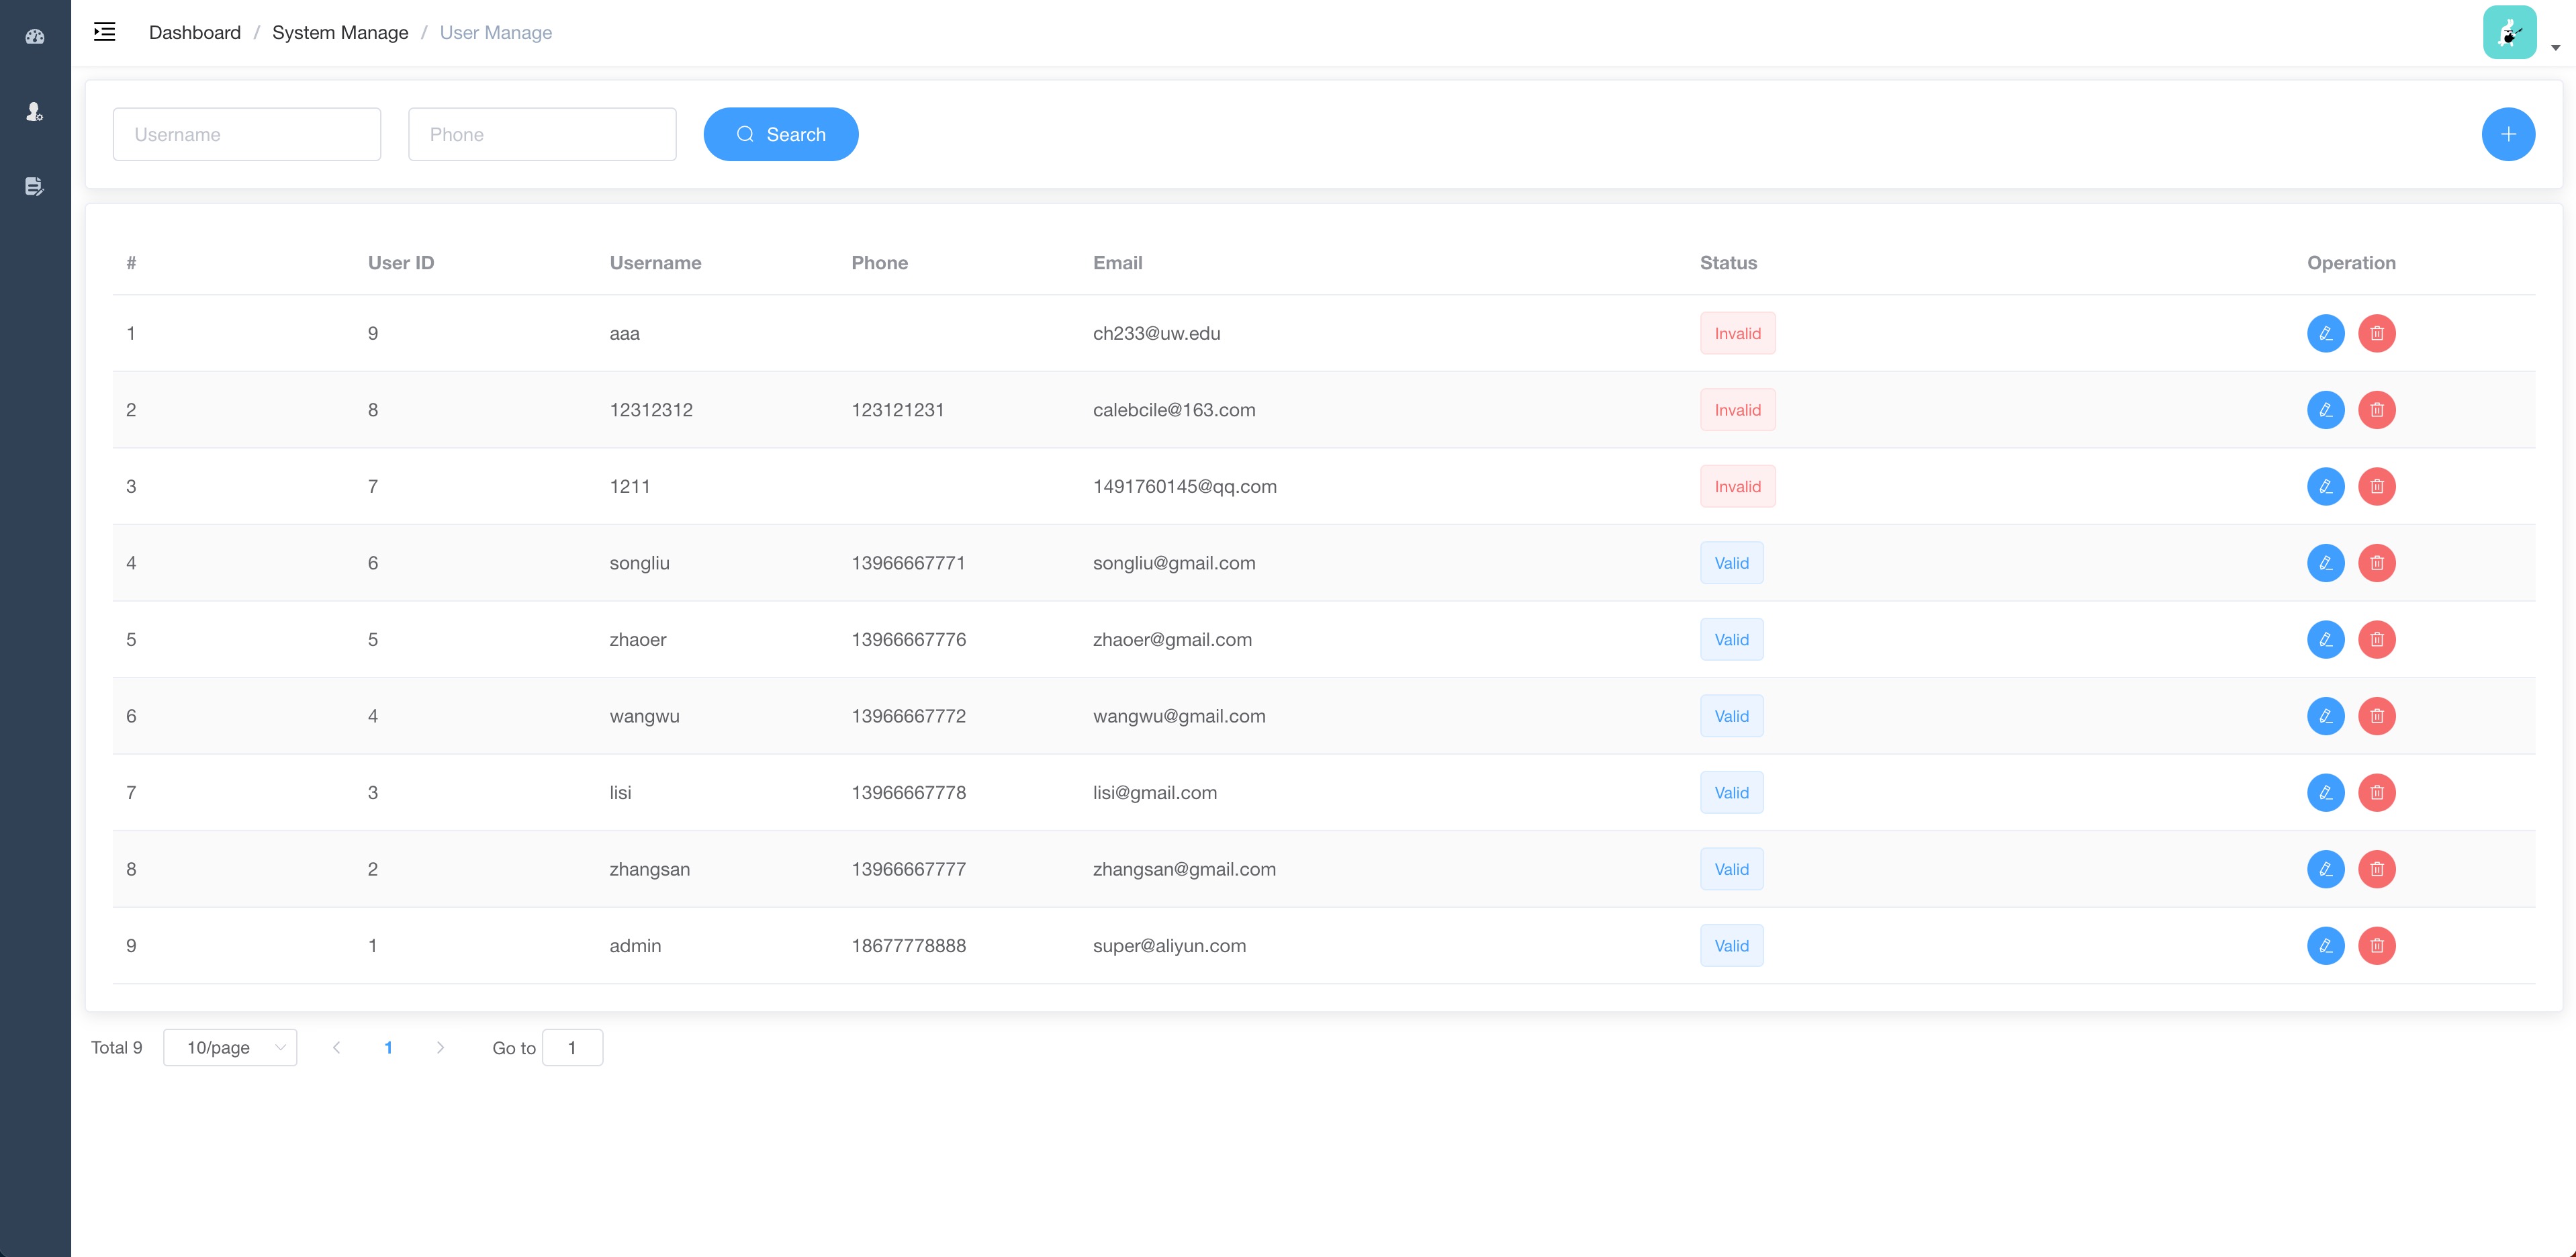 Dashboard / System Manage / User Manage
Username Phone Search
# User ID Username Phone Email Status Operation
1 9 aaa ch233@uw.edu Invalid
2 8 12312312 123121231 calebcile@163.com Invalid
3 7 1211 1491760145@qq.com Invalid
4 6 songliu 13966667771 songliu@gmail.com Valid
5 5 zhaoer 13966667776 zhaoer@gmail.com Valid
6 4 wangwu 13966667772 wangwu@gmail.com Valid
7 3 lisi 13966667778 lisi@gmail.com Valid
8 2 zhangsan 13966667777 zhangsan@gmail.com Valid
9 1 admin 18677778888 super@aliyun.com Valid
Total 9 10/page 1 Go to 1